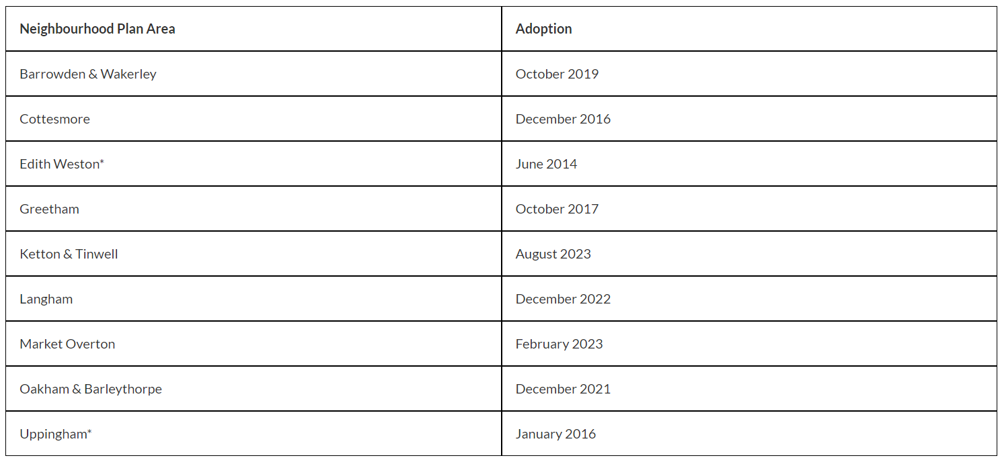 Neighbourhood Plan Area Adoption
Barrowden & Wakerley October 2019
Cottesmore December 2016
Edith Weston* June 2014
Greetham October 2017
Ketton & Tinwell August 2023
Langham December 2022
Market Overton February 2023
Oakham & Barleythorpe December 2021
Uppingham* January 2016